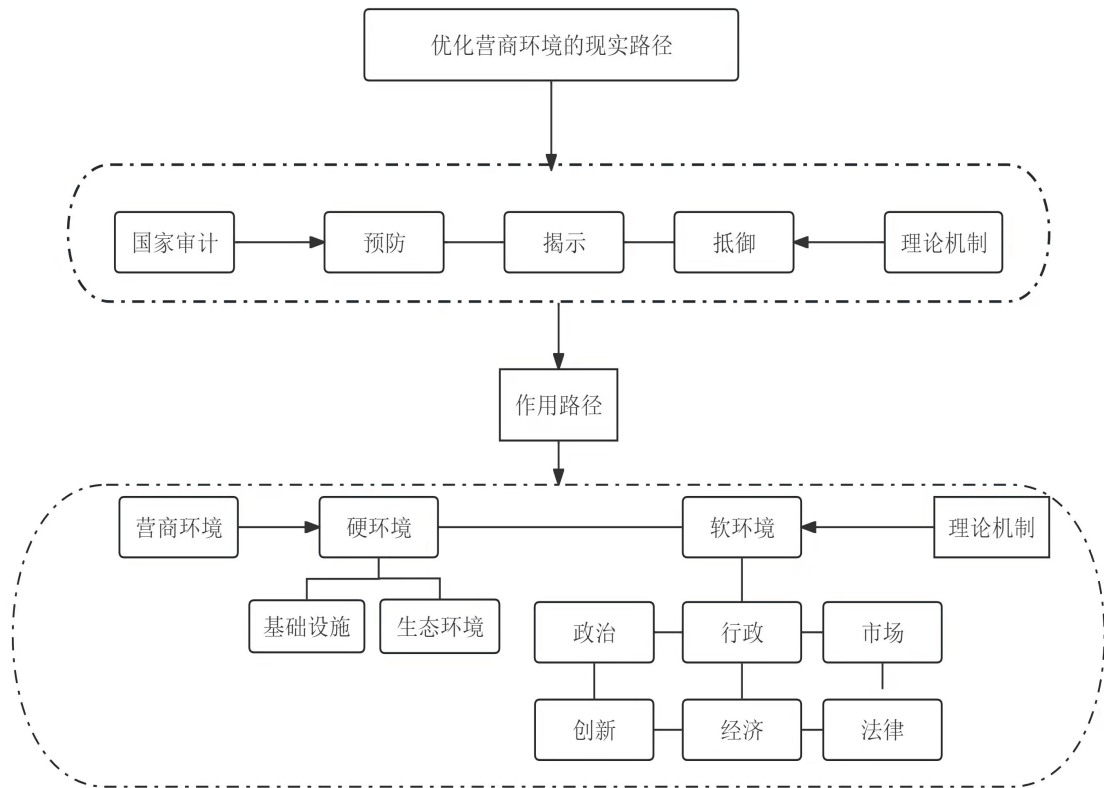 优化营商环境的现实路径
国家审计
预防
揭示
抵御
理论机制
作用路径
营商环境
硬环境
软环境
理论机制
基础设施
生态环境
政治
行政
市场
创新
经济
法律